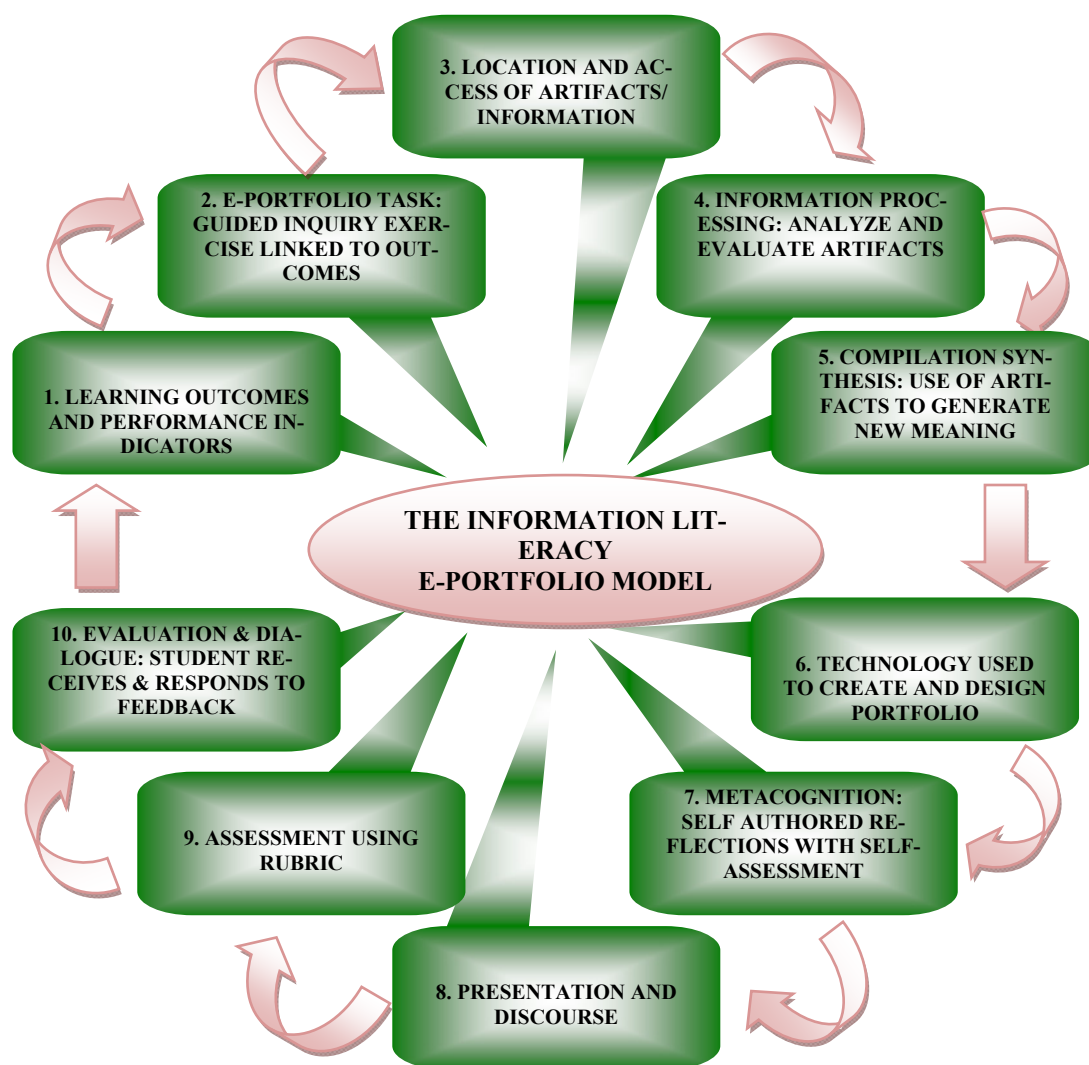 3. LOCATION AND AC-
CESS OF ARTIFACTS/
INFORMATION
2. E-PORTFOLIO TASK:
GUIDED INQUIRY EXER-
CISE LINKED TO OUT-
COMES
4. INFORMATION PROC-
ESSING: ANALYZE AND
EVALUATE ARTIFACTS
1. LEARNING OUTCOMES
AND PERFORMANCE IN-
DICATORS
5. COMPILATION SYN-
THESIS: USE OF ARTI-
FACTS TO GENERATE
NEW MEANING
THE INFORMATION LIT-
ERACY
E-PORTFOLIO MODEL
10. EVALUATION & DIA-
LOGUE: STUDENT RE-
CEIVES & RESPONDS TO
FEEDBACK
6. TECHNOLOGY USED
TO CREATE AND DESIGN
PORTFOLIO
9. ASSESSMENT USING
RUBRIC
7. METACOGNITION:
SELF AUTHORED RE-
FLECTIONS WITH SELF-
ASSESSMENT
8. PRESENTATION AND
DISCOURSE